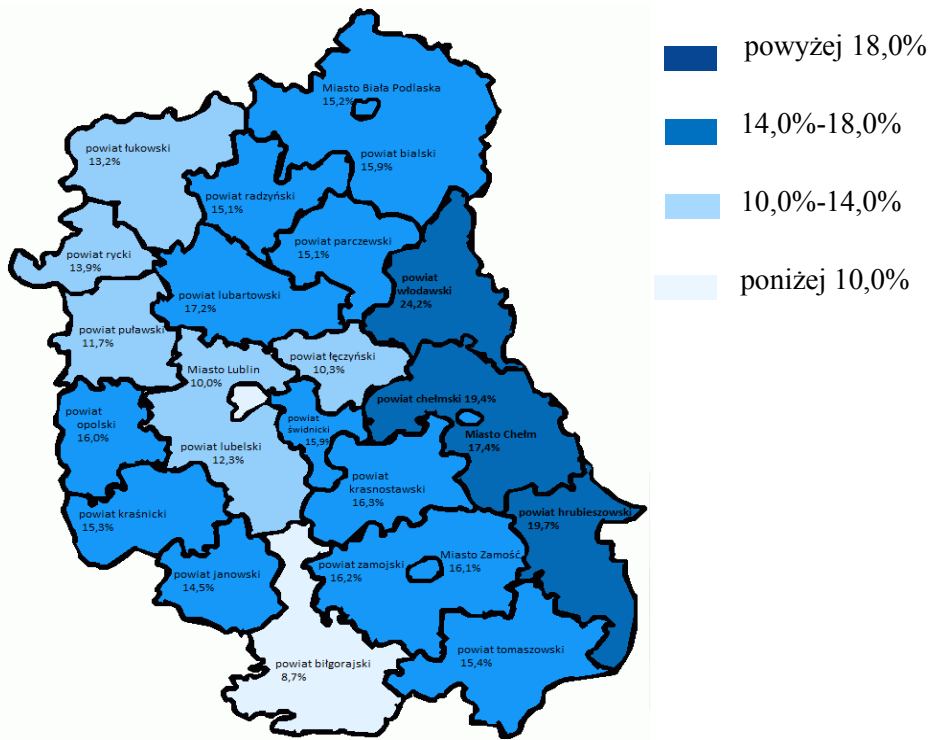 powyżej 18,0%
14,0%-18,0%
10,0%-14,0%
poniżej 10,0%
Miasto Biała Podlaska
15,2%
powiat łukowski
13,2%
powiat bialski
15,9%
powiat radzyński
15,1%
powiat parczewski
15,1%
powiat rycki
13,9%
powiat
włodawski
24,2%
powiat lubartowski
17,2%
powiat puławski
11,7%
powiat łęczyński
10,3%
Miasto Lublin
10,0%
powiat chełmski 19,4%
powiat
opolski
16,0%
powiat
świdnicki
15,9%
Miasto Chełm
17,4%
powiat lubelski
12,3%
powiat
krasnostawski
16,3%
powiat kraśnicki
15,3%
powiat hrubieszowski
19,7%
powiat janowski
14,5%
powiat zamojski
16,2%
Miasto Zamość
16,1%
powiat tomaszowski
15,4%
powiat biłgorajski
8,7%